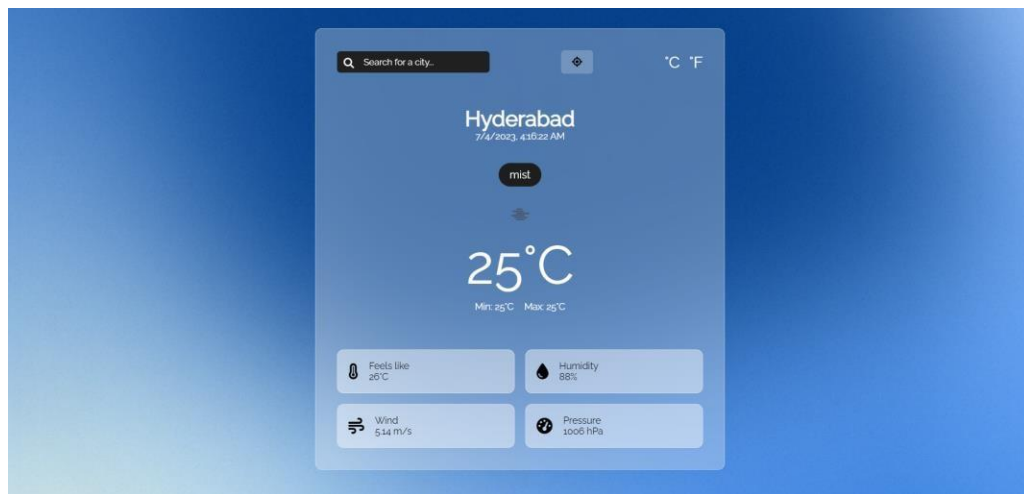 Search for a city...
°C °F
Hyderabad
7/4/2023, 4:16:22 AM
mist
25°C
Min: 25°C Max: 25°C
Feels like
26°C
Humidity
88%
Wind
5.14 m/s
Pressure
1006 hPa